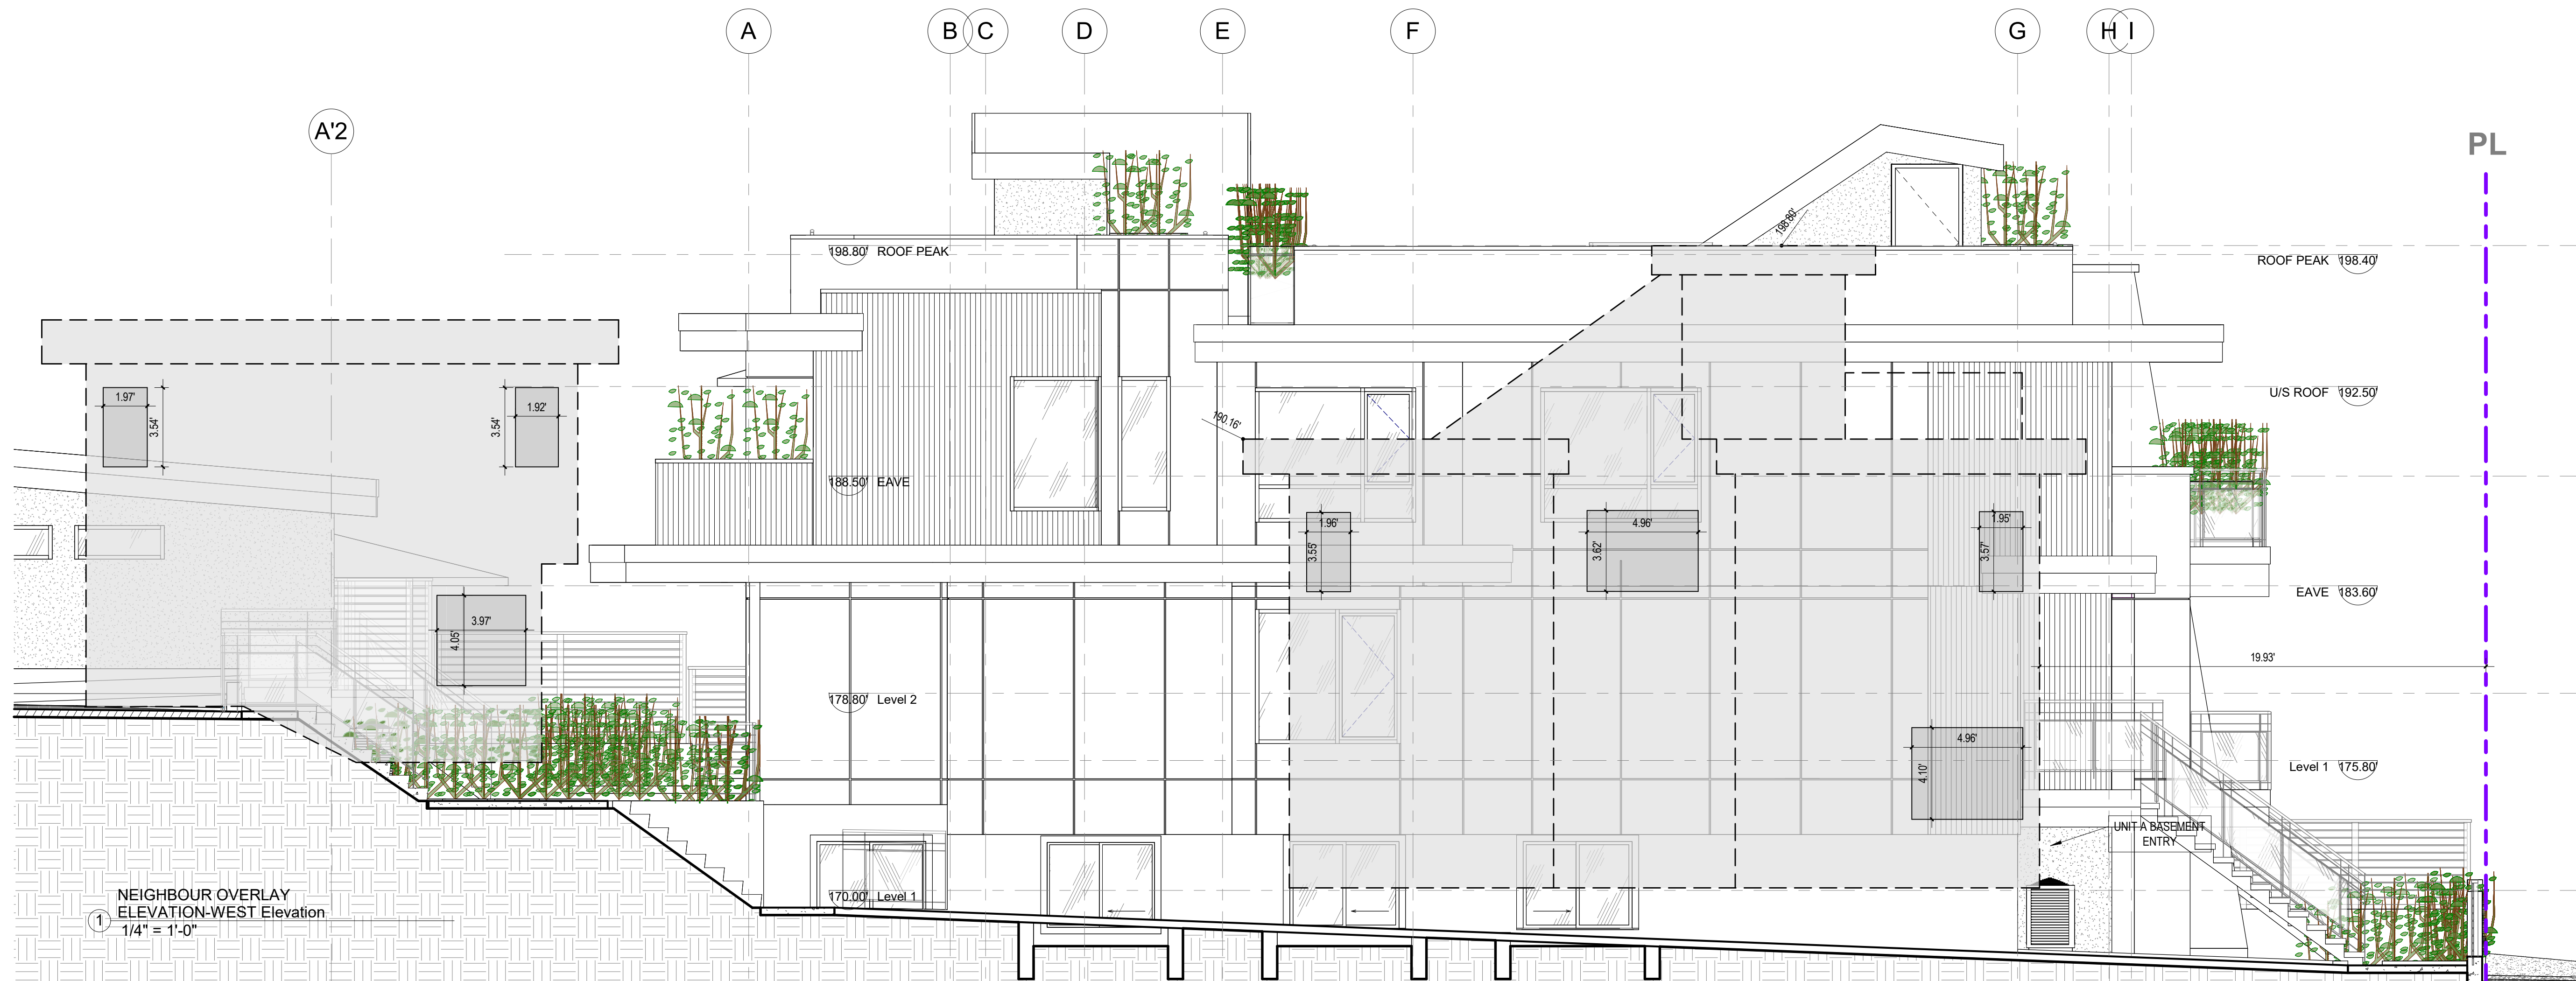 A
B
C
D
E
F
G
H
I
A'2
PL
198.80'
198.80' ROOF PEAK
ROOF PEAK 198.40'
U/S ROOF 192.50'
1.97'
3.54'
3.54'
1.92'
190.16'
188.50' EAVE
1.96'
3.55'
4.96'
3.62'
1.95'
3.57'
EAVE 183.60'
3.97'
4.05'
19.93'
178.80' Level 2
4.96'
4.10'
Level 1 175.80'
UNIT A BASEMENT
ENTRY
170.00' Level 1
NEIGHBOUR OVERLAY
1 ELEVATION-WEST Elevation
1/4" = 1'-0"